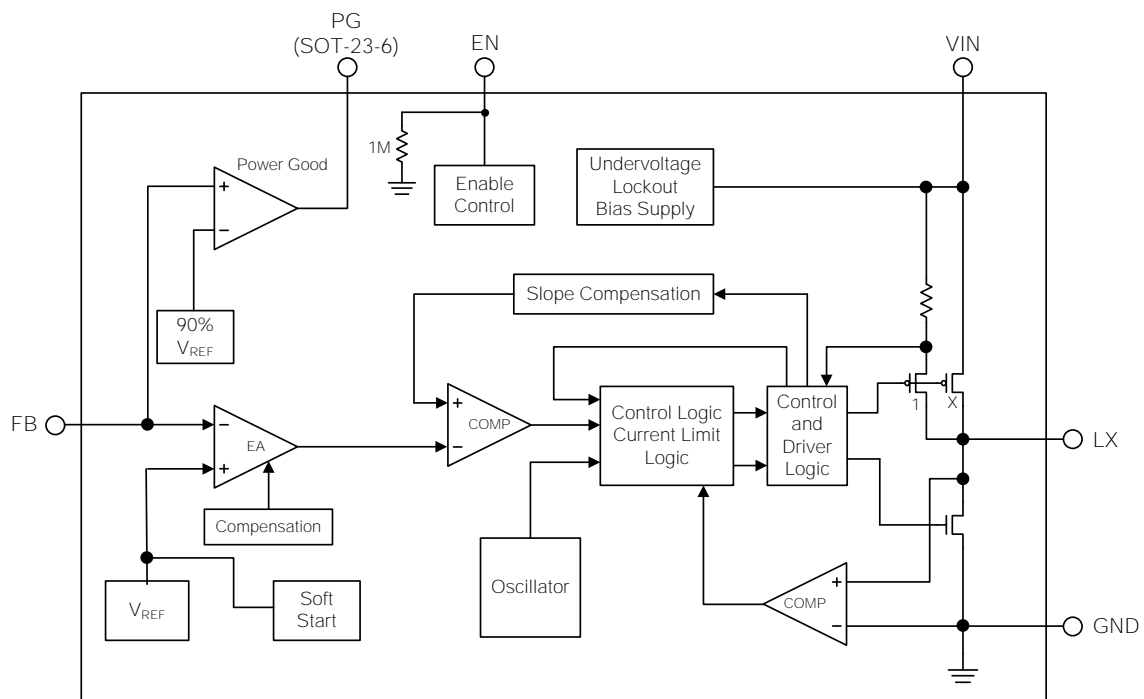 PG
(SOT-23-6)
EN
VIN
1M
Power Good
+
−
Enable
Control
Undervoltage
Lockout
Bias Supply
90%
VREF
Slope Compensation
FB
−
EA
+
+
COMP
−
Control Logic
Current Limit
Logic
Control
and
Driver
Logic
1
X
LX
Compensation
VREF
Soft
Start
Oscillator
+
COMP
−
GND